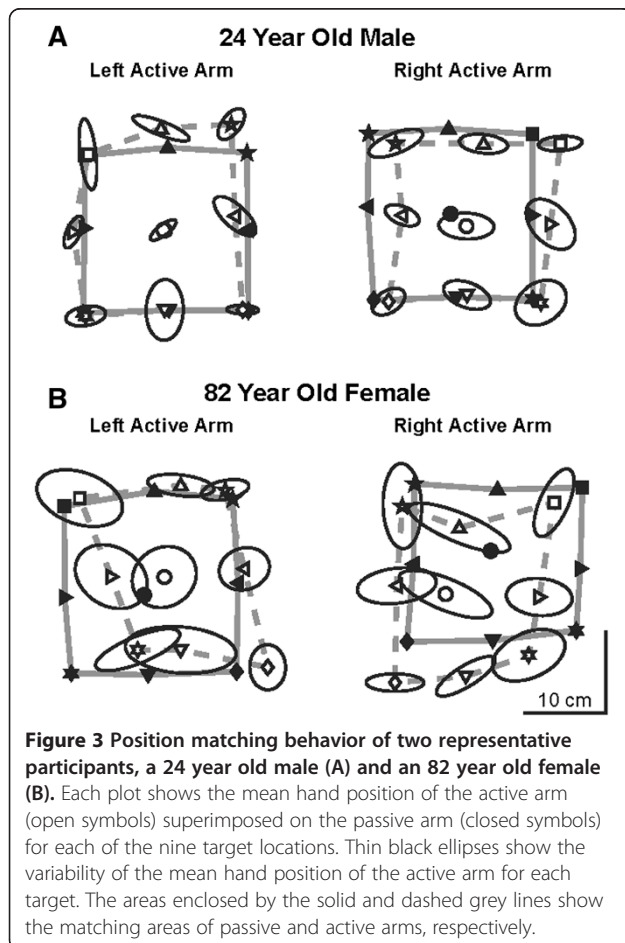 A
24 Year Old Male
Left Active Arm
Right Active Arm
B
82 Year Old Female
Left Active Arm
Right Active Arm
10 cm
Figure 3 Position matching behavior of two representative
participants, a 24 year old male (A) and an 82 year old female
(B). Each plot shows the mean hand position of the active arm
(open symbols) superimposed on the passive arm (closed symbols)
for each of the nine target locations. Thin black ellipses show the
variability of the mean hand position of the active arm for each
target. The areas enclosed by the solid and dashed grey lines show
the matching areas of passive and active arms, respectively.